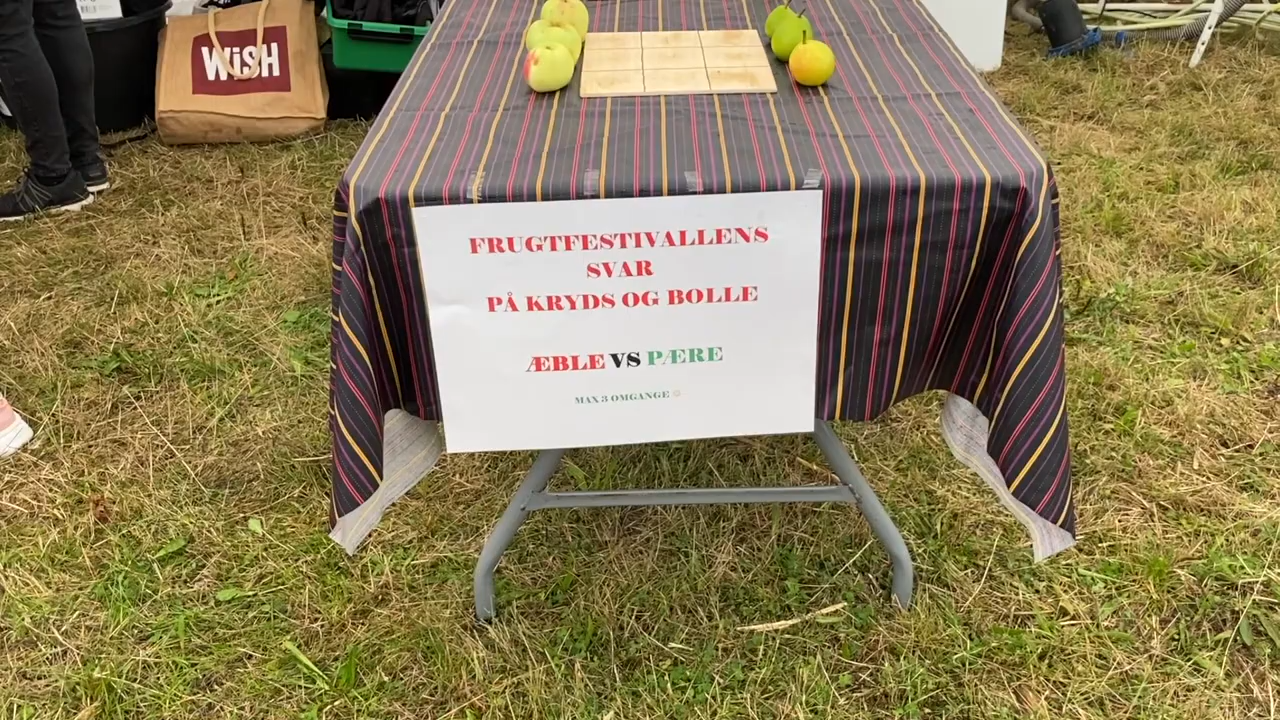 WiSH
FRUGTFESTIVALLENS
SVAR
PÅ KRYDS OG BOLLE
ÆBLE VS PÆRE
MAX 3 OMGANGE